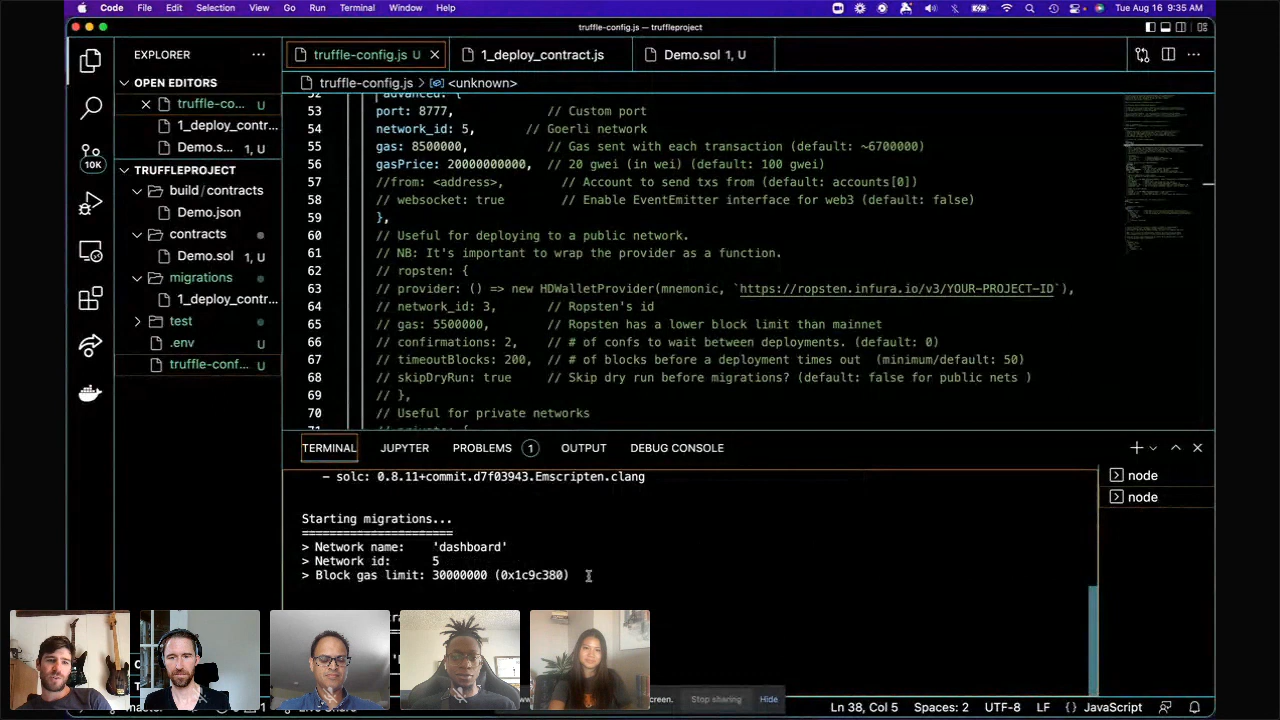 Code File Edit Selection View Go Run Terminal Window Help Tue Aug 16 9:35 AM
truffle-config.js — truffleproject
EXPLORER
truffle-config.js U
1_deploy_contract.js
Demo.sol 1, U
OPEN EDITORS
truffle-config.js > <unknown>
truffle-co... U
1_deploy_contr...
Demo.s... 1, U
TRUFFLEPROJECT
build / contracts
Demo.json
contracts
Demo.sol U
migrations
1_deploy_contr...
test
.env U
truffle-conf... U
10K
52 advanced: {
53 port: 8777, // Custom port
54 network_id: 5, // Goerli network
55 gas: 8500000, // Gas sent with each transaction (default: ~6700000)
56 gasPrice: 20000000000, // 20 gwei (in wei) (default: 100 gwei)
57 //from: <address>, // Account to send txs from (default: accounts[0])
58 // websocket: true // Enable EventEmitter interface for web3 (default: false)
59 },
60 // Useful for deploying to a public network.
61 // NB: It's important to wrap the provider as a function.
62 // ropsten: {
63 // provider: () => new HDWalletProvider(mnemonic, `https://ropsten.infura.io/v3/YOUR-PROJECT-ID`),
64 // network_id: 3, // Ropsten's id
65 // gas: 5500000, // Ropsten has a lower block limit than mainnet
66 // confirmations: 2, // # of confs to wait between deployments. (default: 0)
67 // timeoutBlocks: 200, // # of blocks before a deployment times out (minimum/default: 50)
68 // skipDryRun: true // Skip dry run before migrations? (default: false for public nets )
69 // },
70 // Useful for private networks
71 // private: {
TERMINAL JUPYTER PROBLEMS 1 OUTPUT DEBUG CONSOLE
node
node
- solc: 0.8.11+commit.d7f03943.Emscripten.clang
Starting migrations...
======================
> Network name: 'dashboard'
> Network id: 5
> Block gas limit: 30000000 (0x1c9c380)
screen. Stop sharing Hide
Ln 38, Col 5 Spaces: 2 UTF-8 LF {} JavaScript